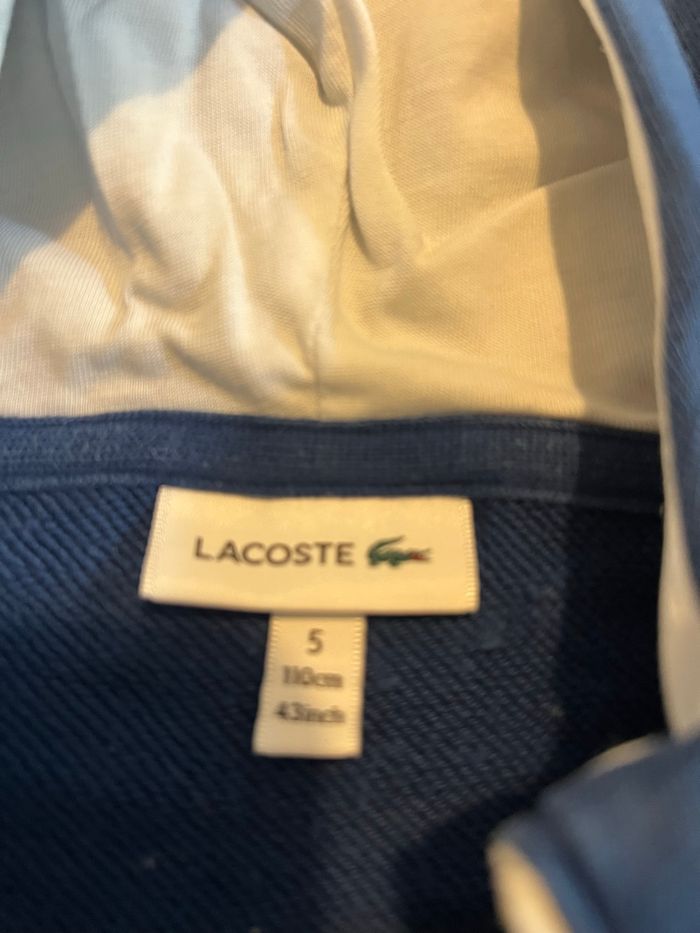 LACOSTE
5
110cm
43inch